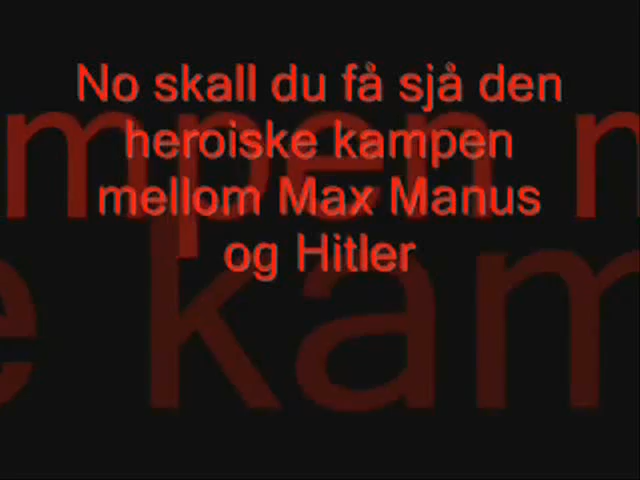 No skall du få sjå den
heroiske kampen
mellom Max Manus
og Hitler